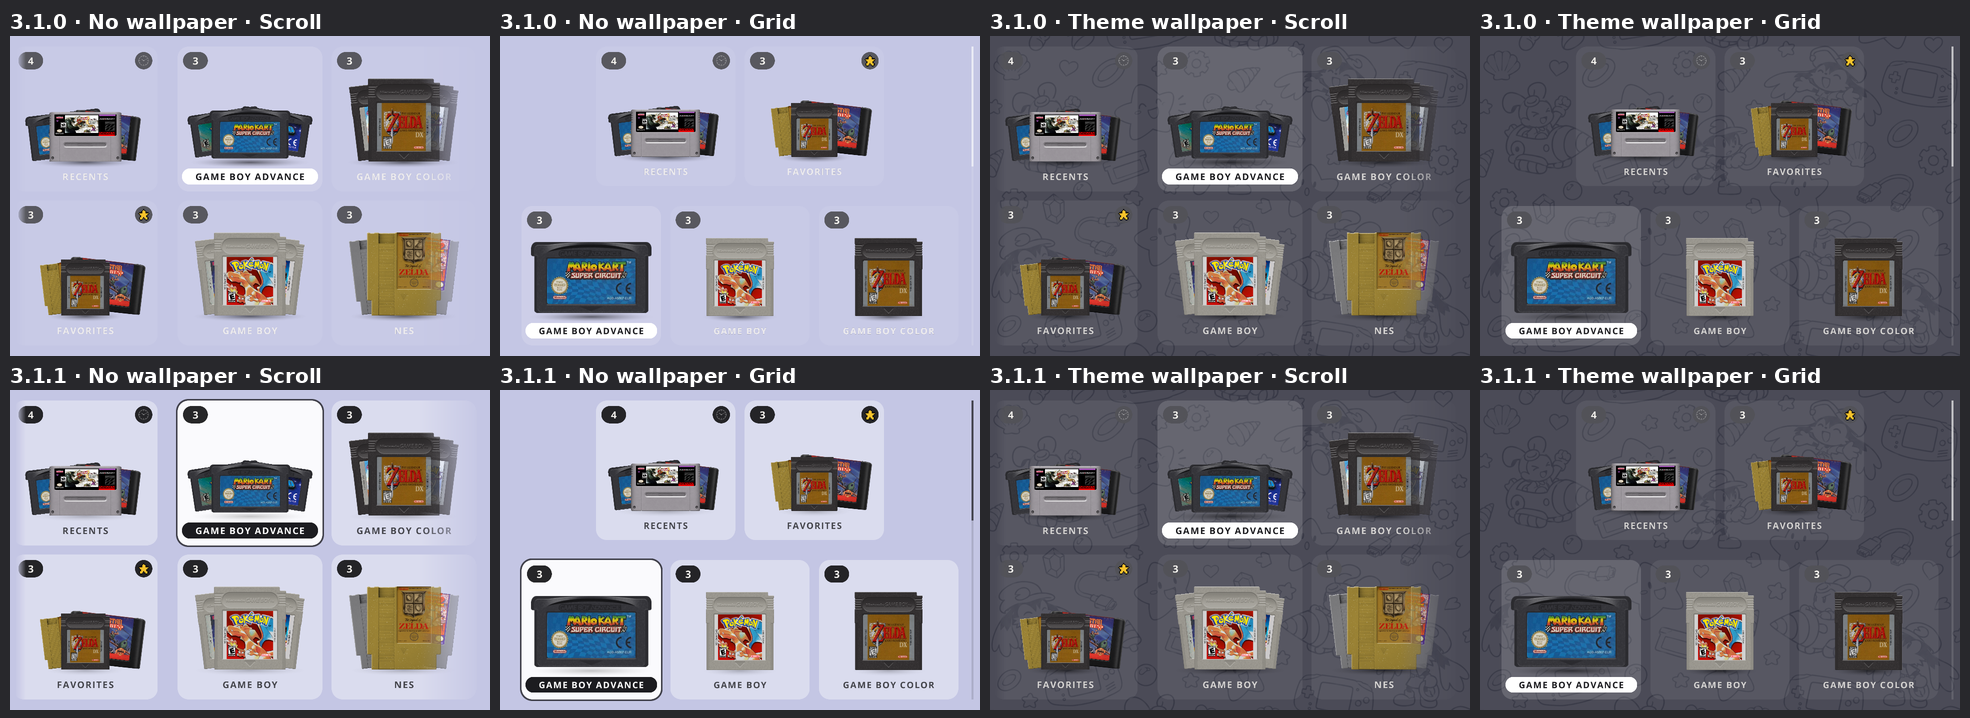 3.1.0 · No wallpaper · Scroll
4
3
3
RECENTS
GAME BOY ADVANCE
GAME BOY COLOR
3
3
3
FAVORITES
GAME BOY
NES
3.1.0 · No wallpaper · Grid
4
3
RECENTS
FAVORITES
3
3
3
GAME BOY ADVANCE
GAME BOY
GAME BOY COLOR
3.1.0 · Theme wallpaper · Scroll
4
3
3
RECENTS
GAME BOY ADVANCE
GAME BOY COLOR
3
3
3
FAVORITES
GAME BOY
NES
3.1.0 · Theme wallpaper · Grid
4
3
RECENTS
FAVORITES
3
3
3
GAME BOY ADVANCE
GAME BOY
GAME BOY COLOR
3.1.1 · No wallpaper · Scroll
4
3
3
RECENTS
GAME BOY ADVANCE
GAME BOY COLOR
3
3
3
FAVORITES
GAME BOY
NES
3.1.1 · No wallpaper · Grid
4
3
RECENTS
FAVORITES
3
3
3
GAME BOY ADVANCE
GAME BOY
GAME BOY COLOR
3.1.1 · Theme wallpaper · Scroll
4
3
3
RECENTS
GAME BOY ADVANCE
GAME BOY COLOR
3
3
3
FAVORITES
GAME BOY
NES
3.1.1 · Theme wallpaper · Grid
4
3
RECENTS
FAVORITES
3
3
3
GAME BOY ADVANCE
GAME BOY
GAME BOY COLOR